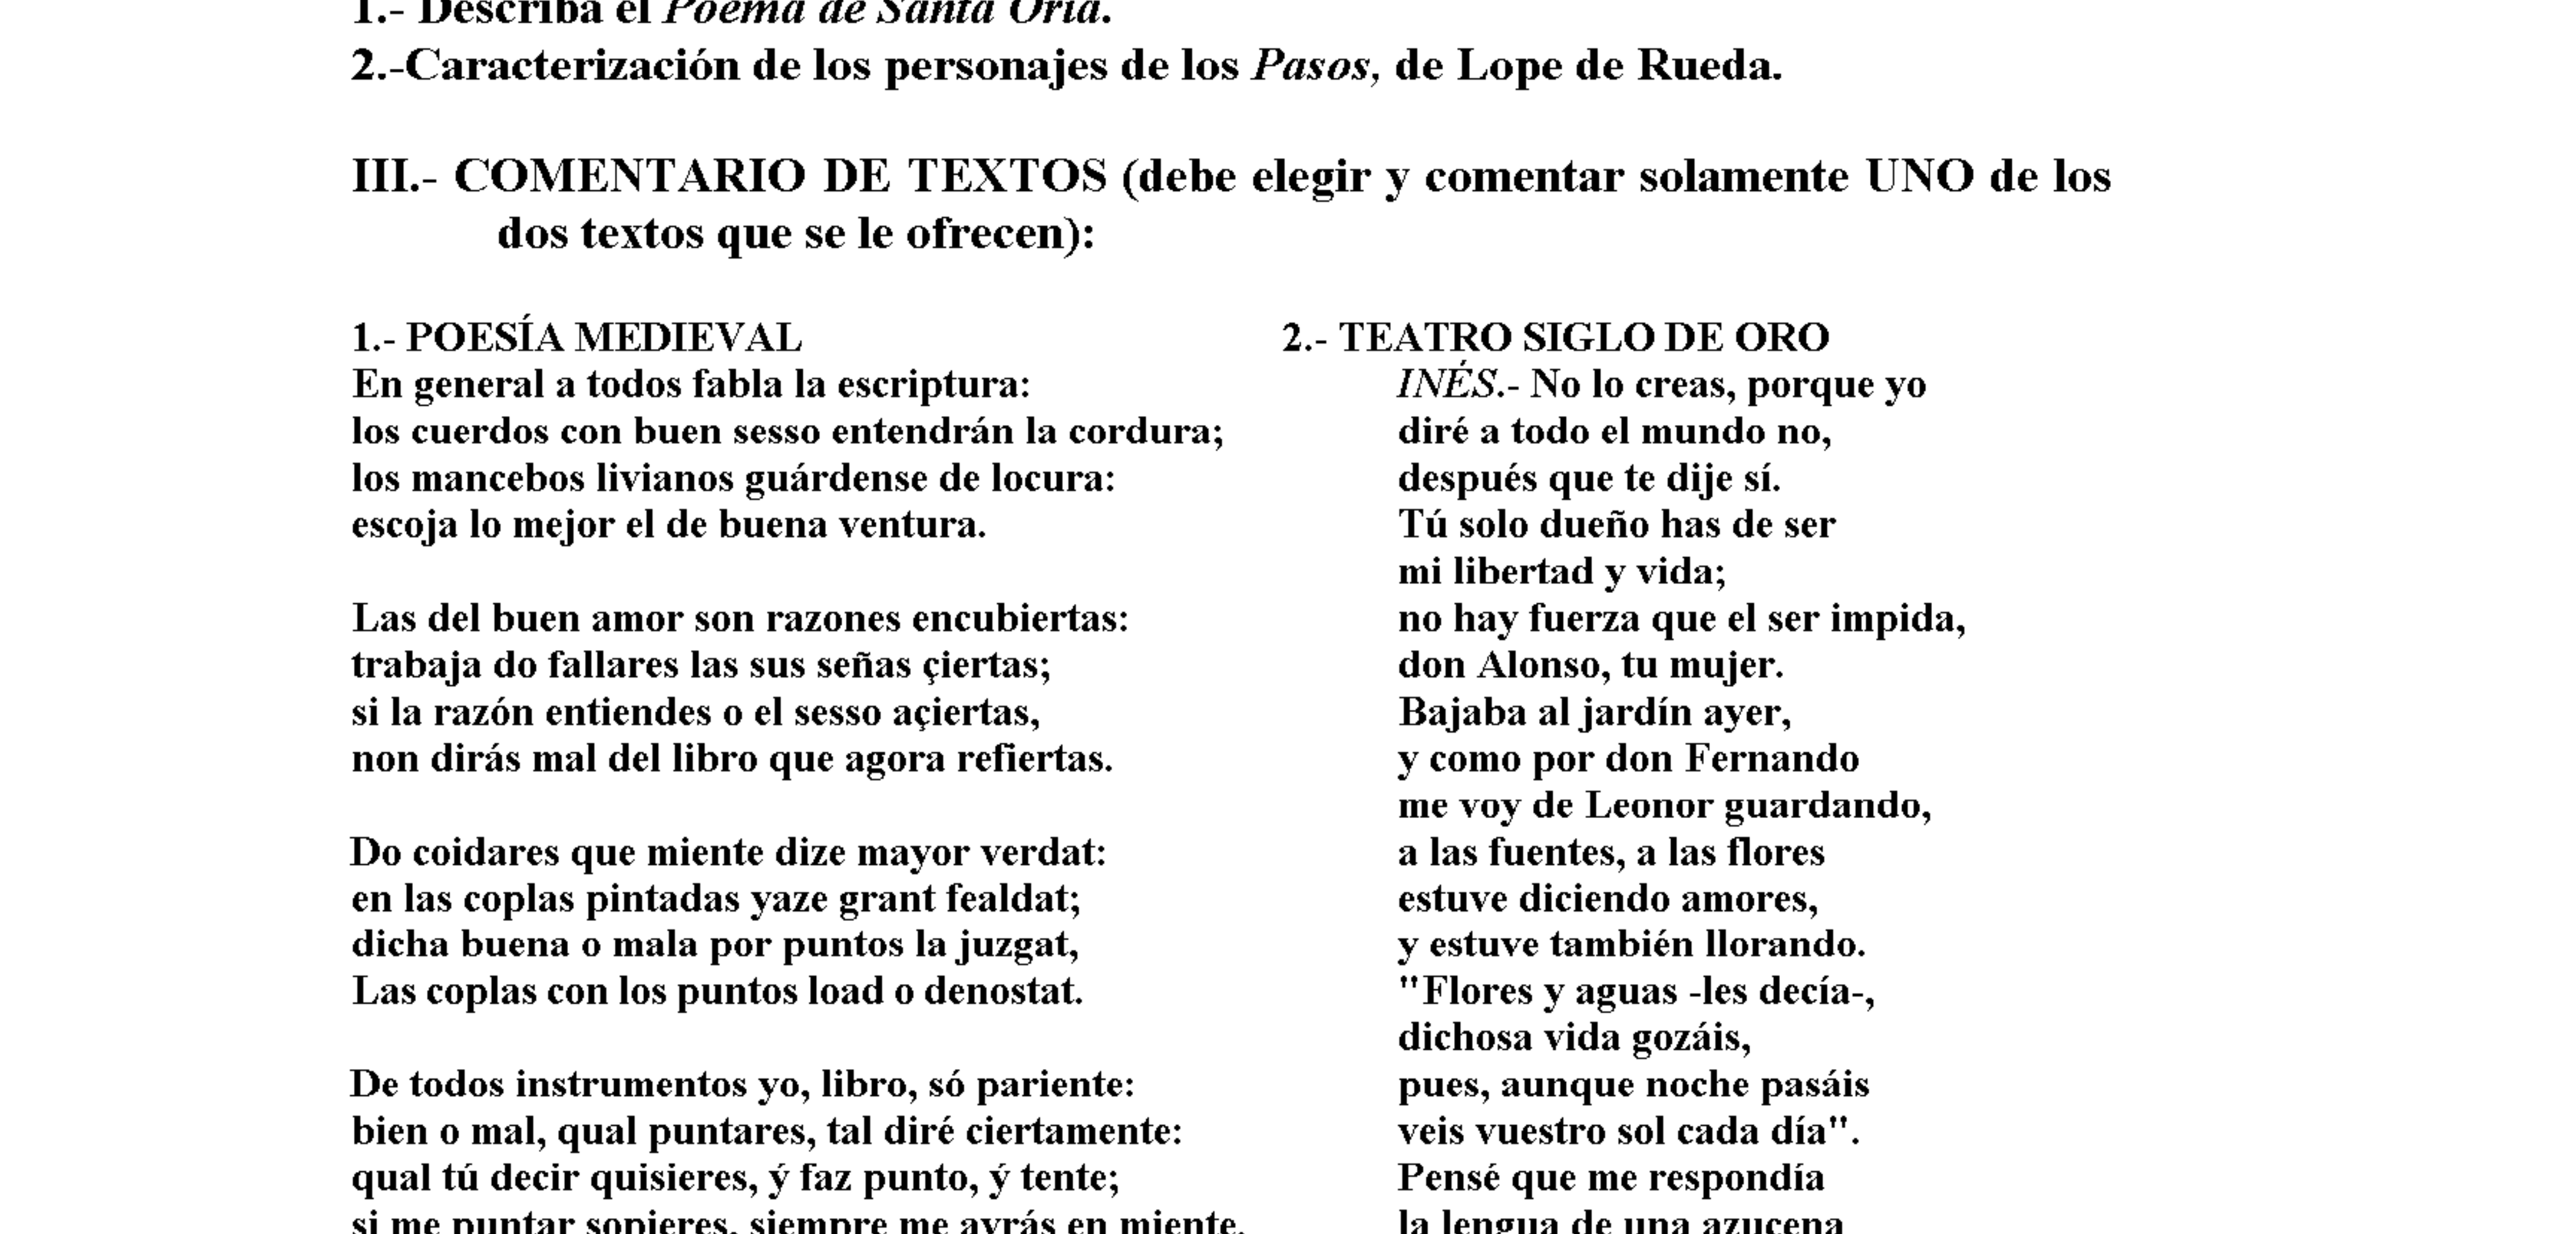 1.- Describa el Poema de Santa Oria.
2.-Caracterización de los personajes de los Pasos, de Lope de Rueda.
III.- COMENTARIO DE TEXTOS (debe elegir y comentar solamente UNO de los
dos textos que se le ofrecen):
1.- POESÍA MEDIEVAL
En general a todos fabla la escriptura:
los cuerdos con buen sesso entendrán la cordura;
los mancebos livianos guárdense de locura:
escoja lo mejor el de buena ventura.
Las del buen amor son razones encubiertas:
trabaja do fallares las sus señas çiertas;
si la razón entiendes o el sesso açiertas,
non dirás mal del libro que agora refiertas.
Do coidares que miente dize mayor verdat:
en las coplas pintadas yaze grant fealdat;
dicha buena o mala por puntos la juzgat,
Las coplas con los puntos load o denostat.
De todos instrumentos yo, libro, só pariente:
bien o mal, qual puntares, tal diré ciertamente:
qual tú decir quisieres, ý faz punto, ý tente;
si me puntar sopieres, siempre me avrás en miente.
2.- TEATRO SIGLO DE ORO
INÉS.- No lo creas, porque yo
diré a todo el mundo no,
después que te dije sí.
Tú solo dueño has de ser
mi libertad y vida;
no hay fuerza que el ser impida,
don Alonso, tu mujer.
Bajaba al jardín ayer,
y como por don Fernando
me voy de Leonor guardando,
a las fuentes, a las flores
estuve diciendo amores,
y estuve también llorando.
"Flores y aguas -les decía-,
dichosa vida gozáis,
pues, aunque noche pasáis
veis vuestro sol cada día".
Pensé que me respondía
la lengua de una azucena